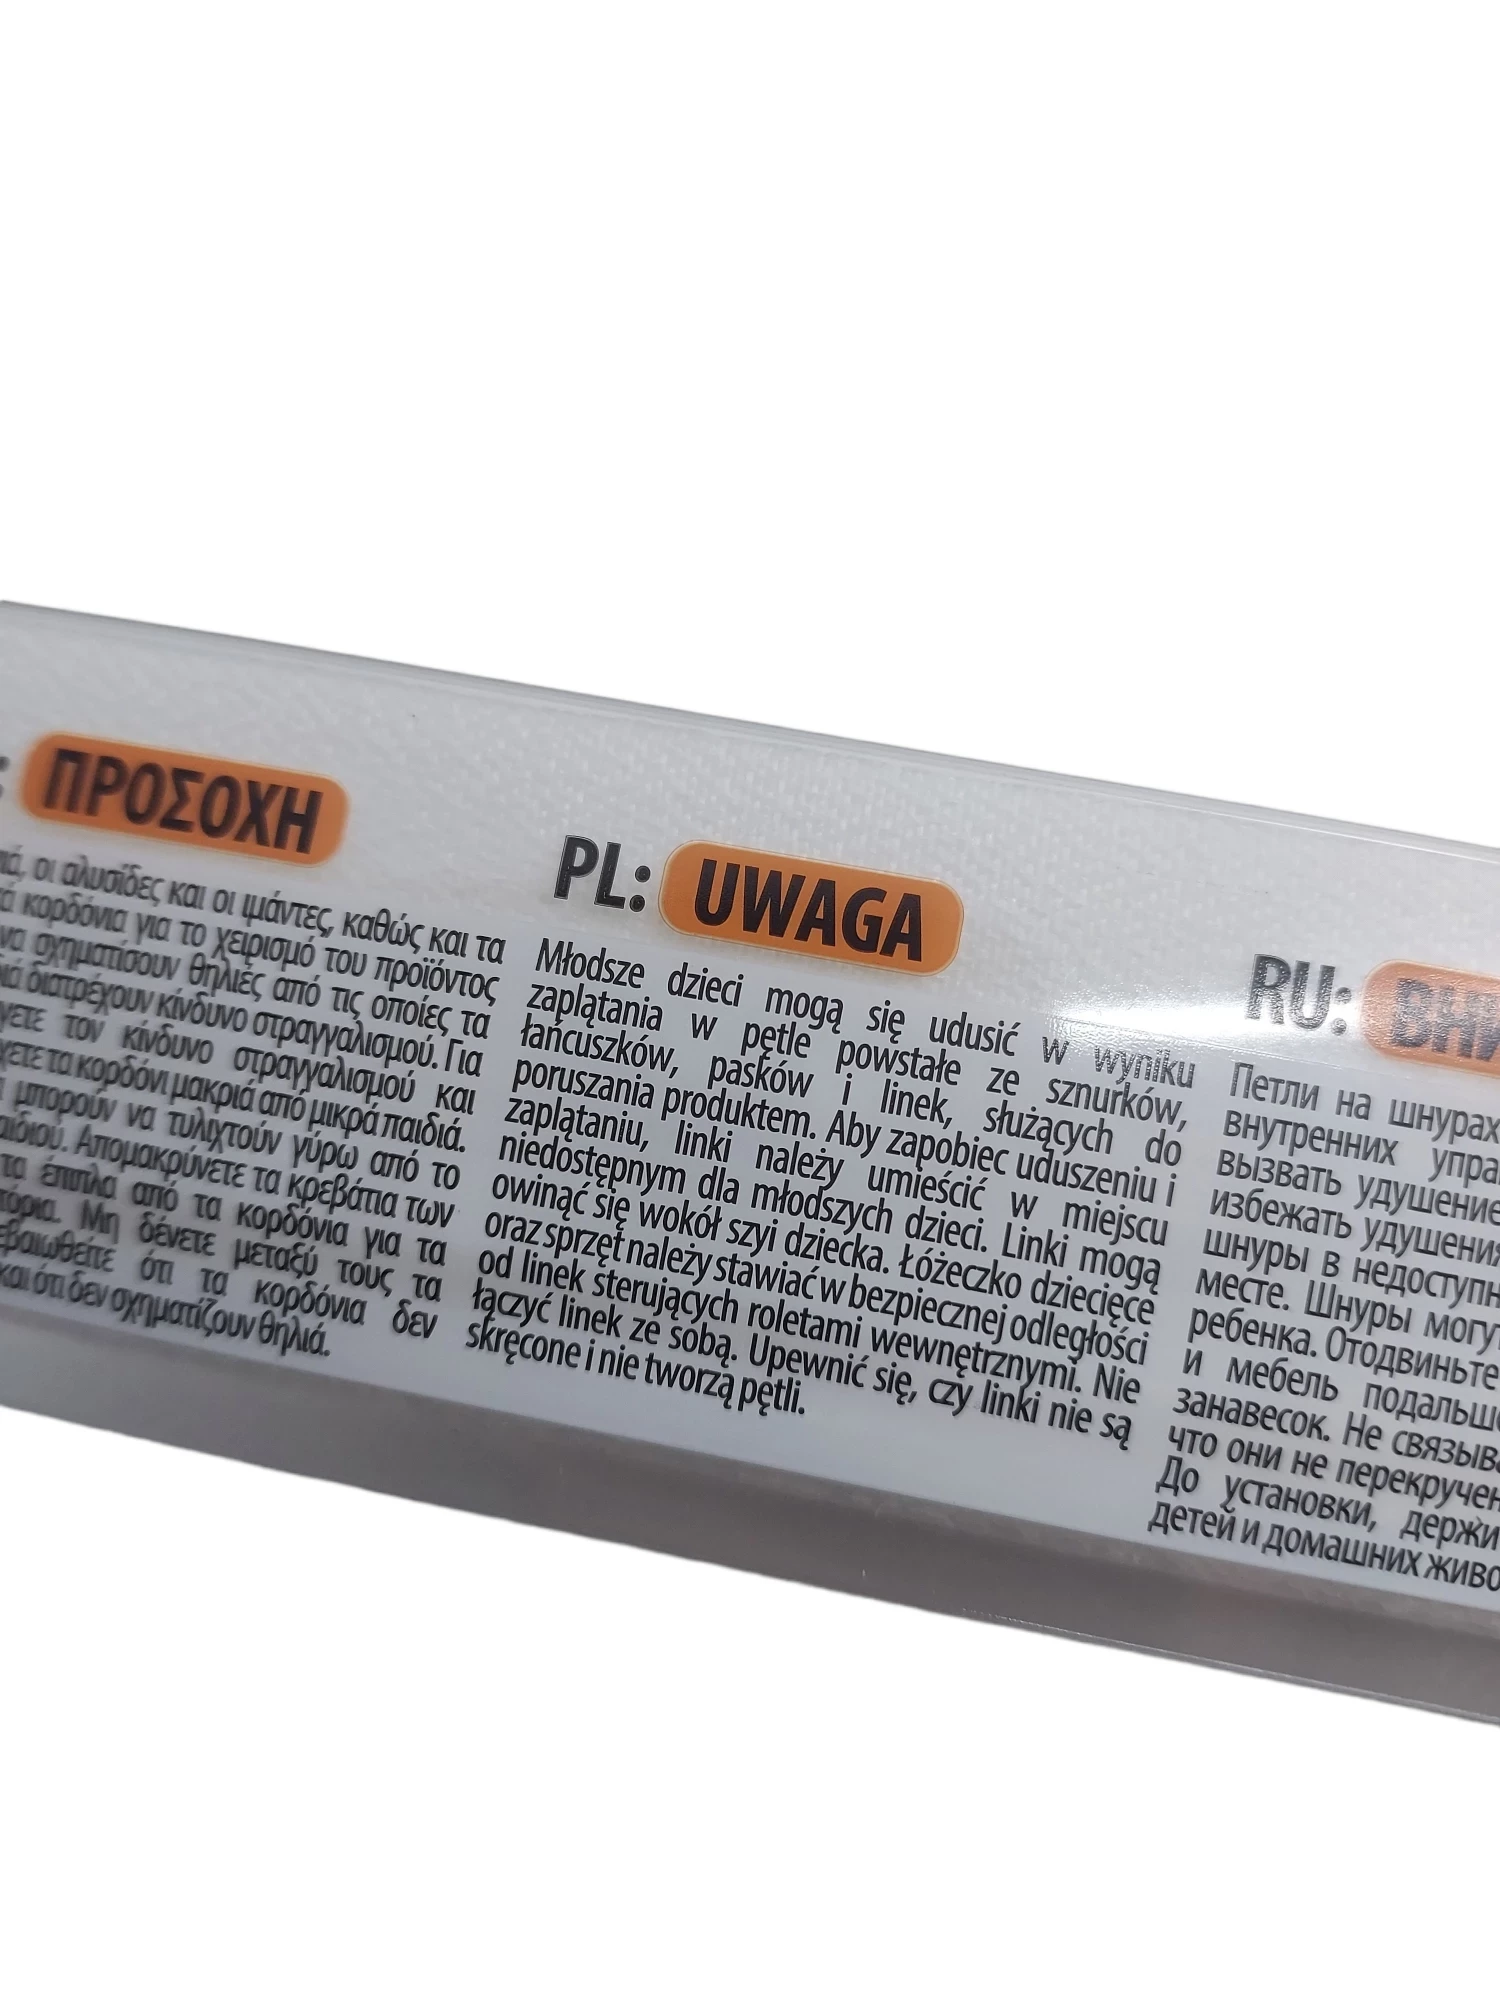 ΠΡΟΣΟΧΗ
οι αλυσίδες και οι ιμάντες, καθώς και τα
κορδόνια για το χειρισμό του προϊόντος
να σχηματίσουν θηλιές από τις οποίες τα
διατρέχουν κίνδυνο στραγγαλισμού. Για
τον κίνδυνο στραγγαλισμού και
τα κορδόνι μακριά από μικρά παιδιά.
μπορούν να τυλιχτούν γύρω από το
Απομακρύνετε τα κρεβάτια των
τα έπιπλα από τα κορδόνια για τα
Μη δένετε μεταξύ τους τα
ότι τα κορδόνια δεν
και ότι δεν σχηματίζουν θηλιά.
PL: UWAGA
Młodsze dzieci mogą się udusić w wyniku
zaplątania w pętle powstałe ze sznurków,
łańcuszków, pasków i linek, służących do
poruszania produktem. Aby zapobiec uduszeniu i
zaplątaniu, linki należy umieścić w miejscu
niedostępnym dla młodszych dzieci. Linki mogą
owinąć się wokół szyi dziecka. Łóżeczko dziecięce
oraz sprzęt należy stawiać w bezpiecznej odległości
od linek sterujących roletami wewnętrznymi. Nie
łączyć linek ze sobą. Upewnić się, czy linki nie są
skręcone i nie tworzą pętli.
RU:
Петли на шнурах
внутренних
вызвать удушение
избежать удушения
шнуры в
месте. Шнуры
ребенка. Отодвиньте
и мебель
занавесок. Не
что они не
До установки,
детей и домашних